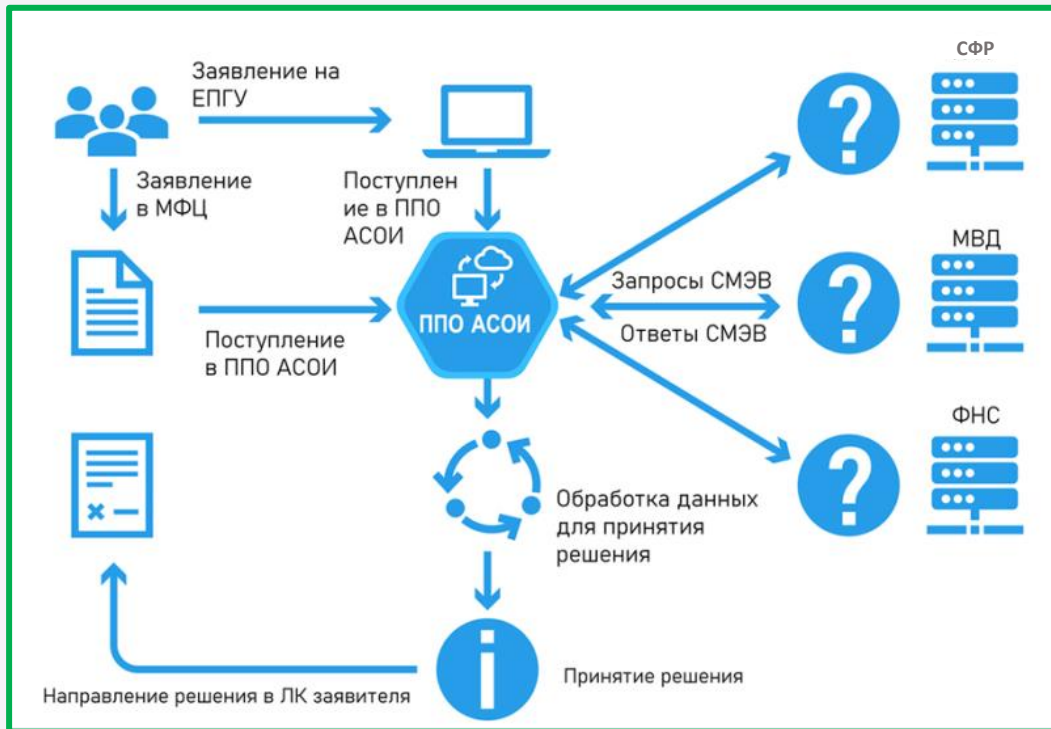 СФР
Заявление на
ЕПГУ
Заявление
в МФЦ
Поступлен
ие в ППО
АСОИ
МВД
Запросы СМЭВ
ППО АСОИ
Ответы СМЭВ
Поступление
в ППО АСОИ
ФНС
Обработка данных
для принятия
решения
Принятие решения
Направление решения в ЛК заявителя